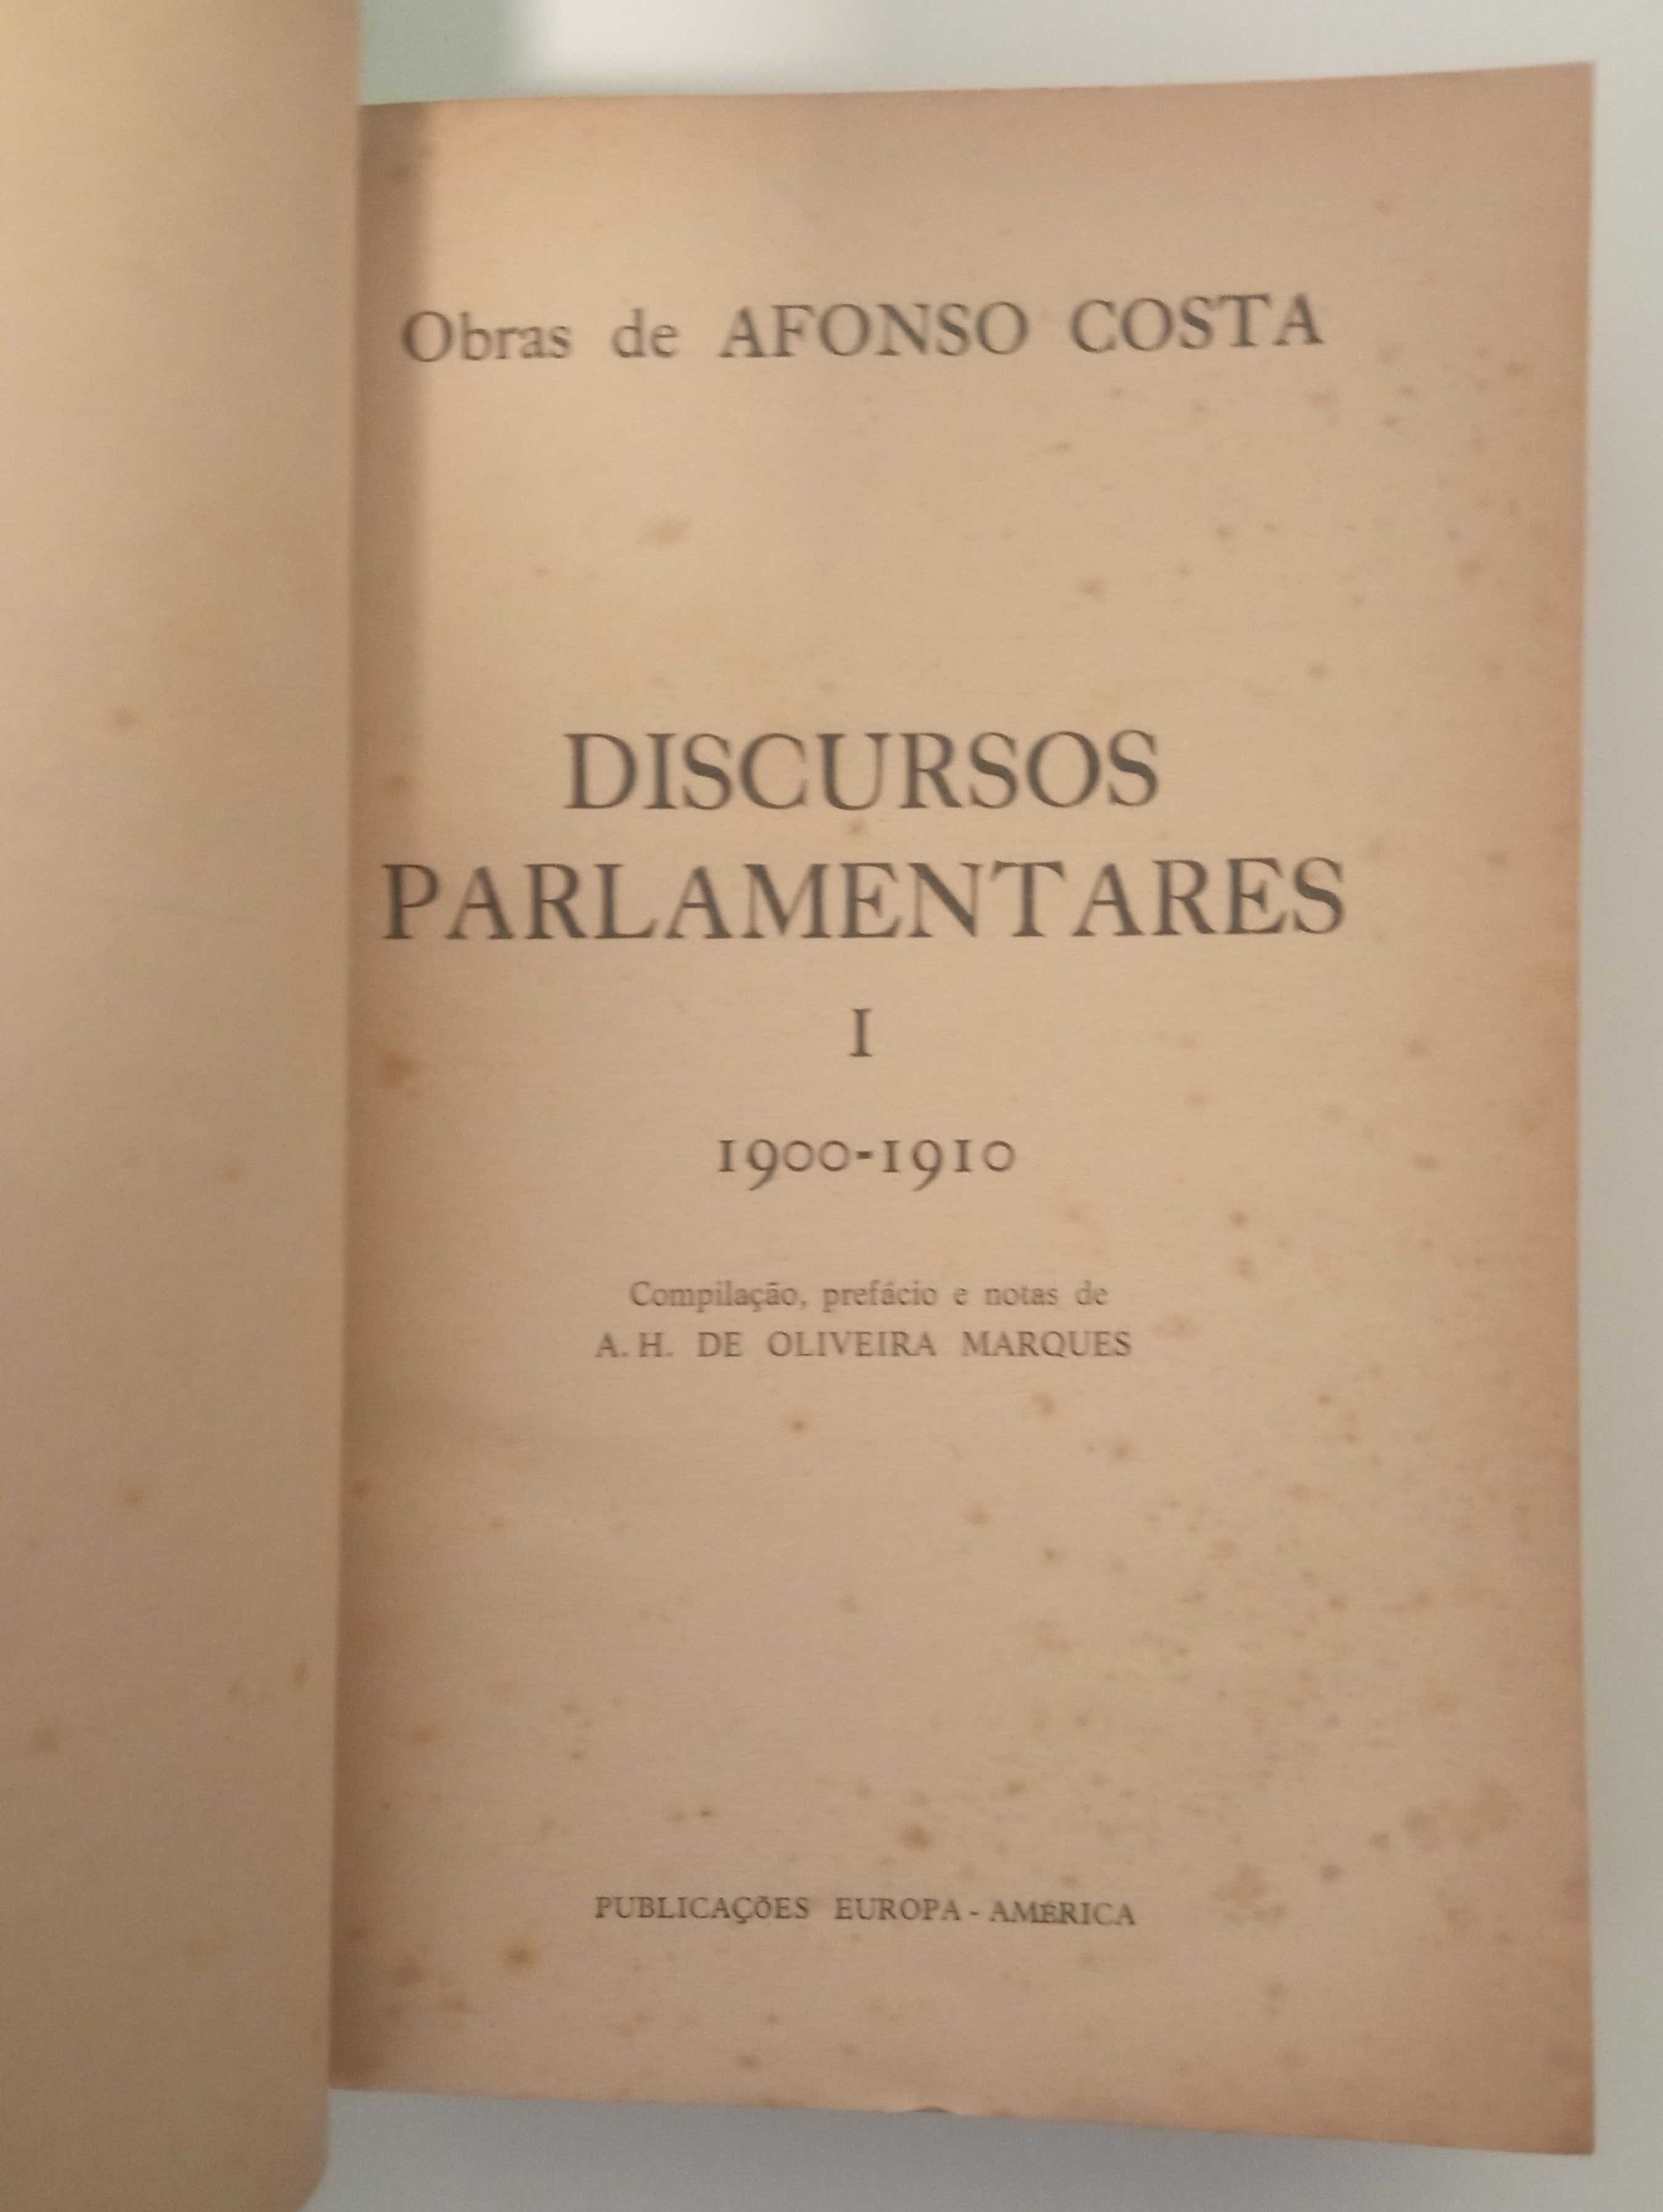 Obras de AFONSO COSTA
DISCURSOS
PARLAMENTARES
I
1900-1910
Compilação, prefácio e notas de
A. H. DE OLIVEIRA MARQUES
PUBLICAÇÕES EUROPA - AMÉRICA